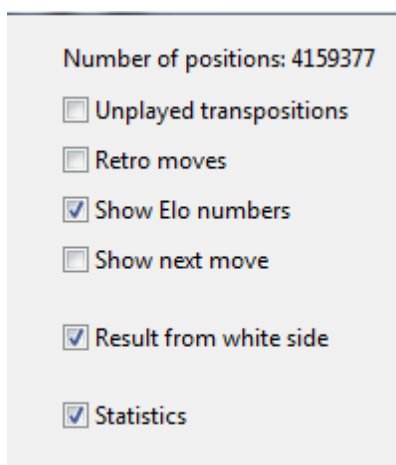 Number of positions: 4159377
Unplayed transpositions
Retro moves
Show Elo numbers
Show next move
Result from white side
Statistics